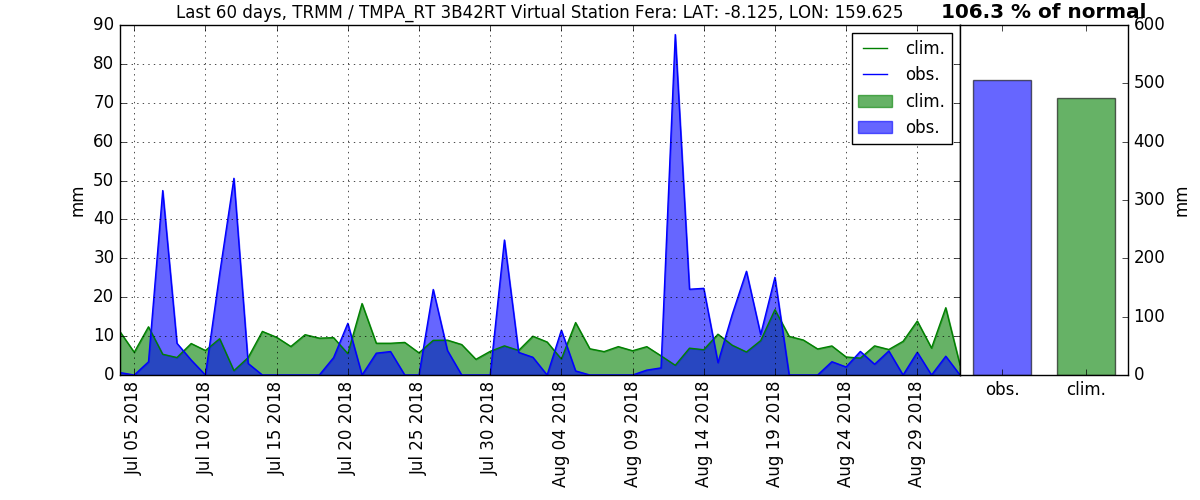 Last 60 days, TRMM / TMPA_RT 3B42RT Virtual Station Fera: LAT: -8.125, LON: 159.625
106.3 % of normal
90
80
70
60
50
40
30
20
10
0
mm
clim.
obs.
clim.
obs.
600
500
400
300
200
100
0
mm
Jul 05 2018
Jul 10 2018
Jul 15 2018
Jul 20 2018
Jul 25 2018
Jul 30 2018
Aug 04 2018
Aug 09 2018
Aug 14 2018
Aug 19 2018
Aug 24 2018
Aug 29 2018
obs.
clim.